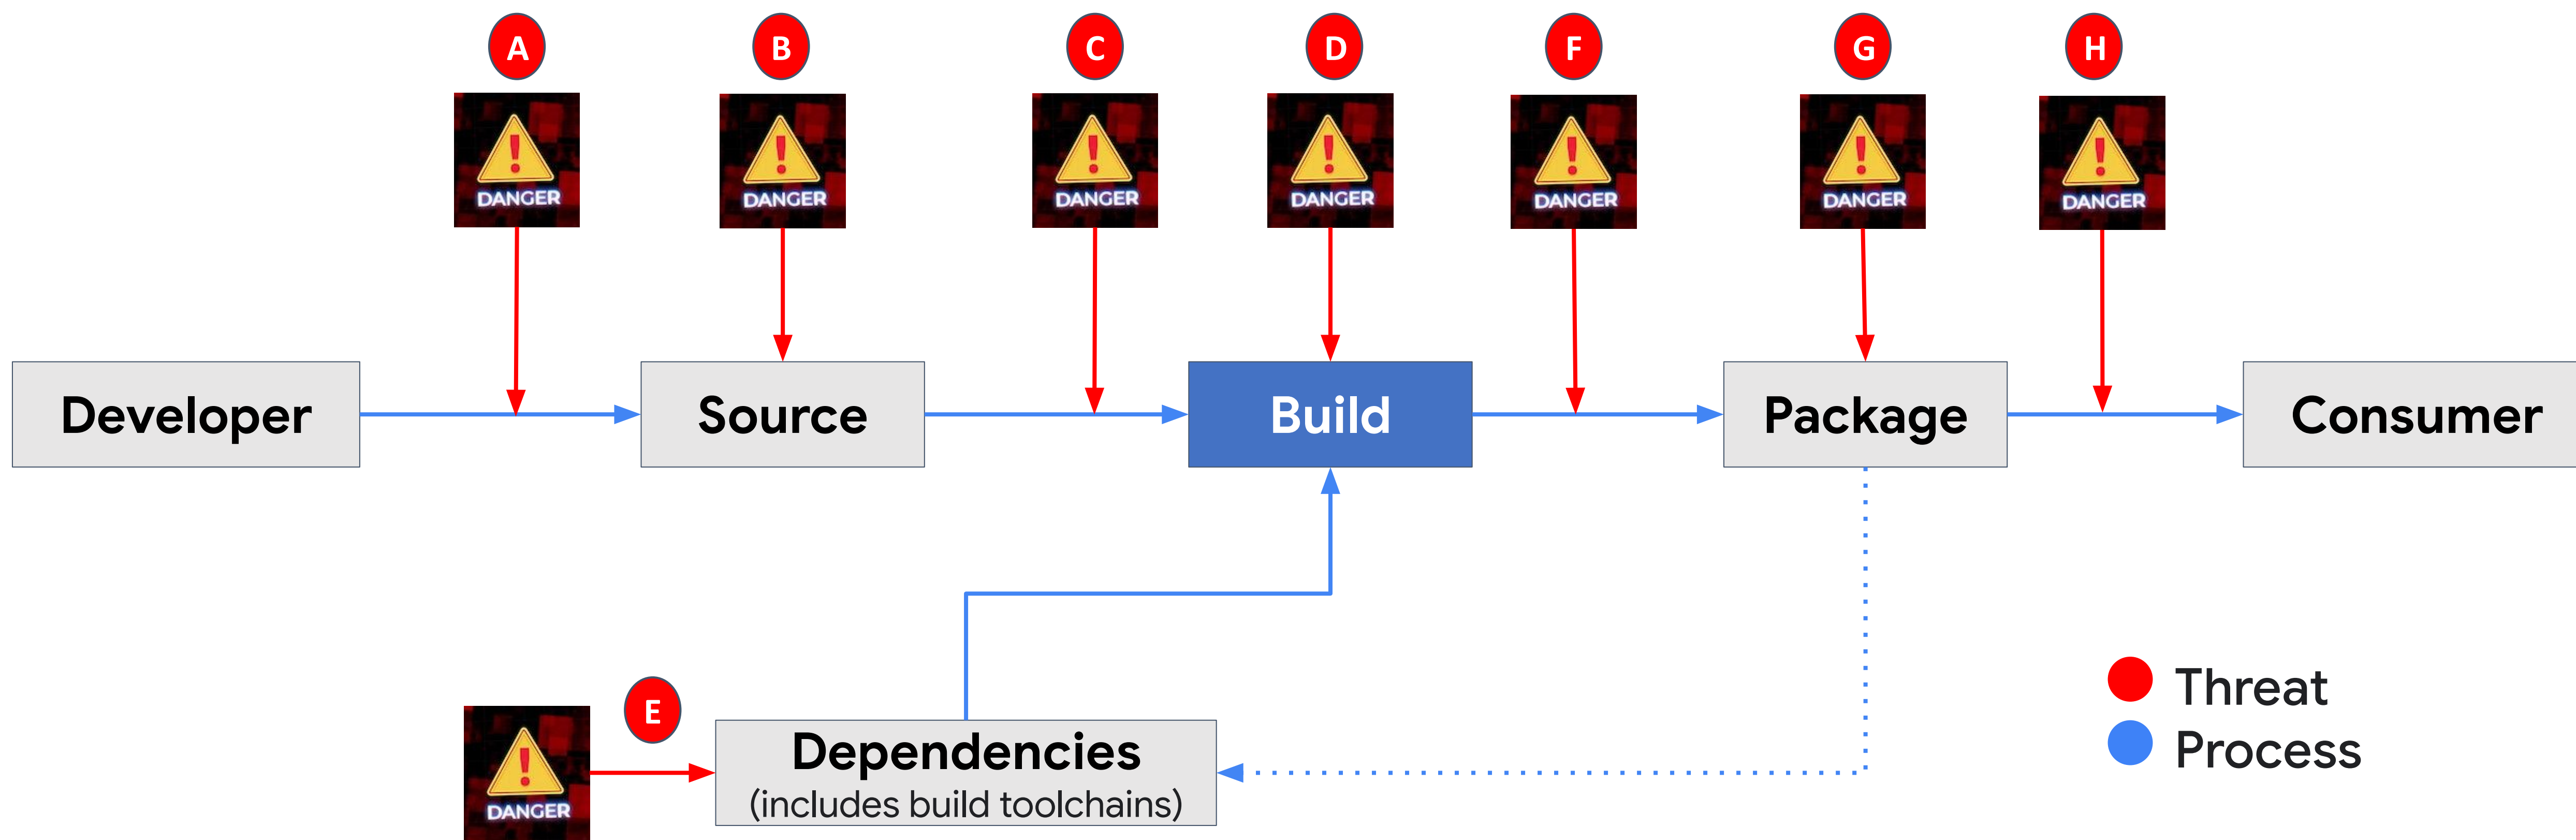 A
B
C
D
F
G
H
DANGER
DANGER
DANGER
DANGER
DANGER
DANGER
DANGER
Developer
Source
Build
Package
Consumer
E
DANGER
Dependencies
(includes build toolchains)
Threat
Process